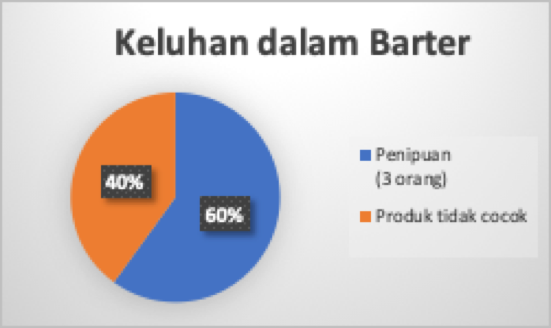 Keluhan dalam Barter
40%
60%
Penipuan
(3 orang)
Produk tidak cocok